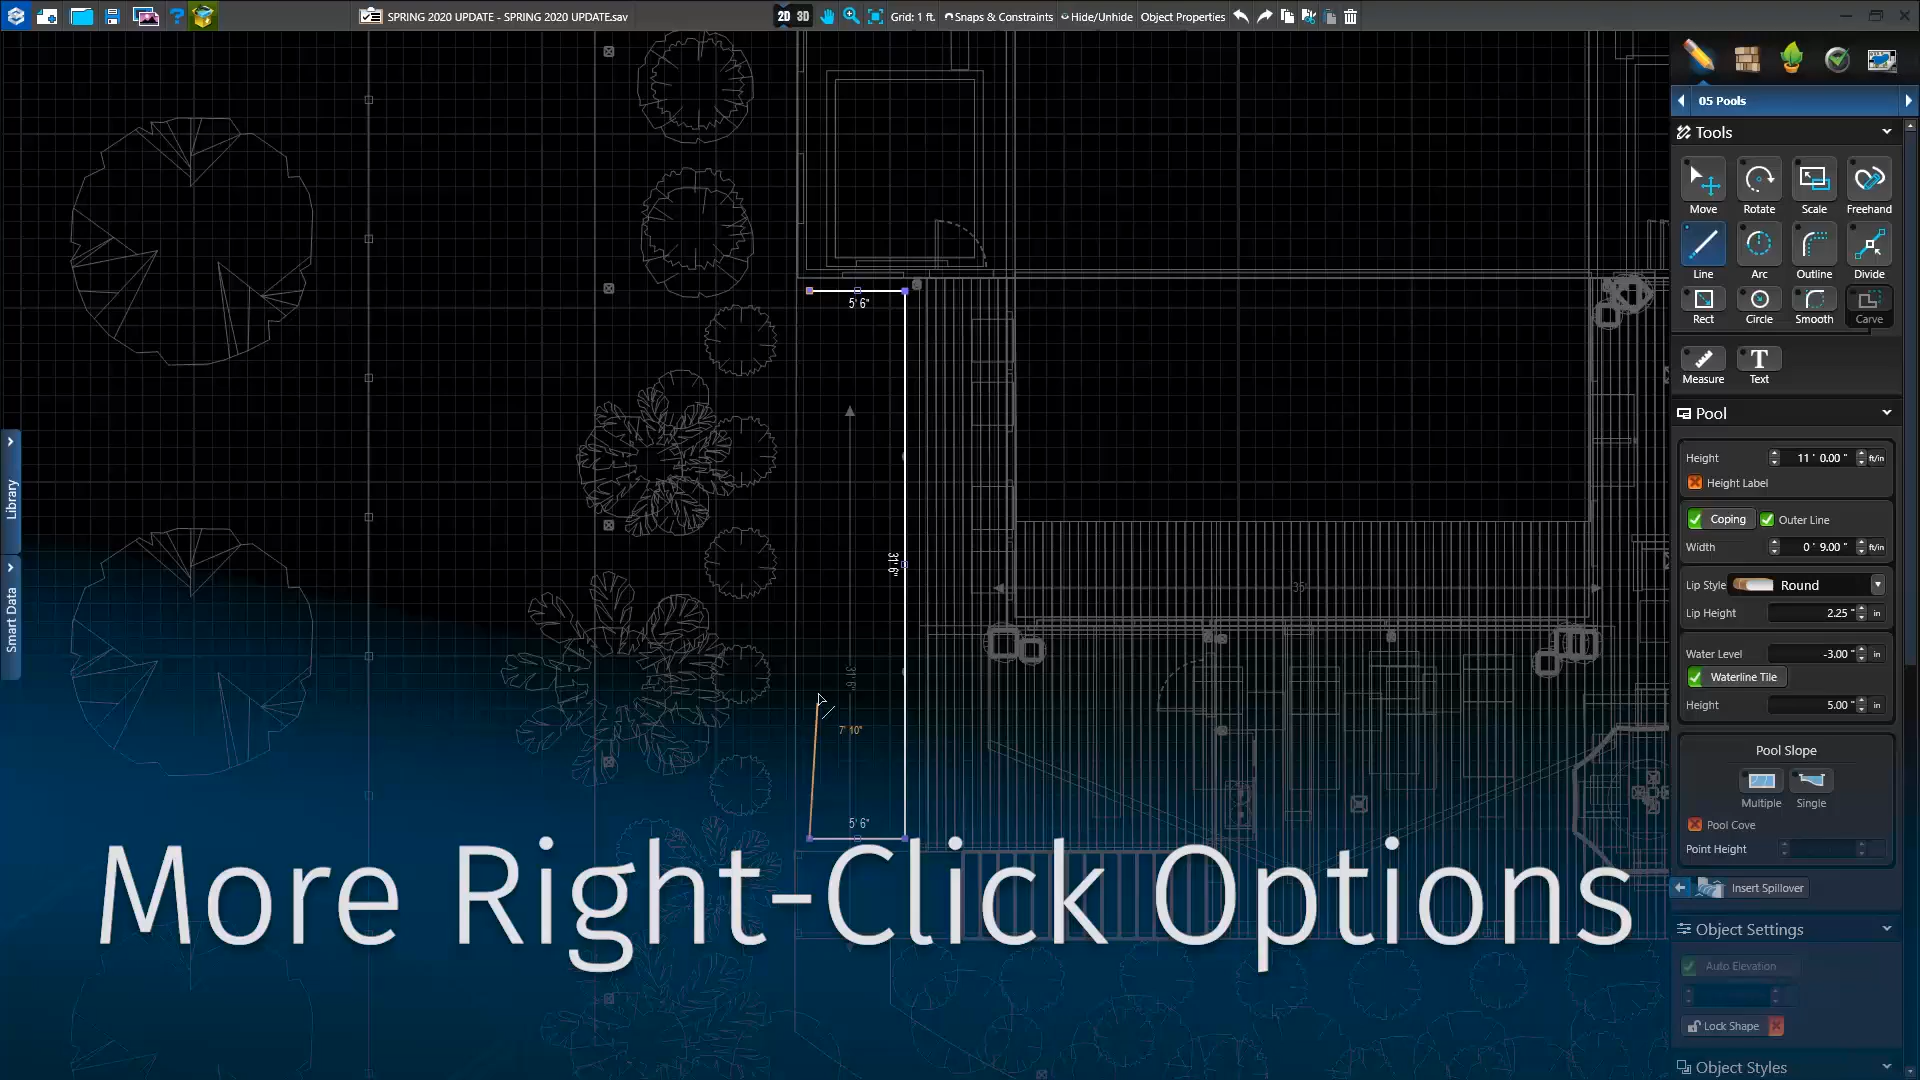 SPRING 2020 UPDATE - SPRING 2020 UPDATE.sav
2D 3D Grid: 1 ft. Snaps & Constraints Hide/Unhide Object Properties
05 Pools
Tools
Move Rotate Scale Freehand
Line Arc Outline Divide
Rect Circle Smooth Carve
Measure Text
Pool
Height 11 ' 0.00 " ft/in
Height Label
Coping Outer Line
Width 0 ' 9.00 " ft/in
Lip Style Round
Lip Height 2.25 " in
Water Level -3.00 " in
Waterline Tile
Height 5.00 " in
Pool Slope
Multiple Single
Pool Cove
Point Height
Insert Spillover
Object Settings
Auto Elevation
Lock Shape
Object Styles
Library
Smart Data
5' 6"
31' 6"
35'
31' 6"
7' 10"
5' 6"
More Right-Click Options